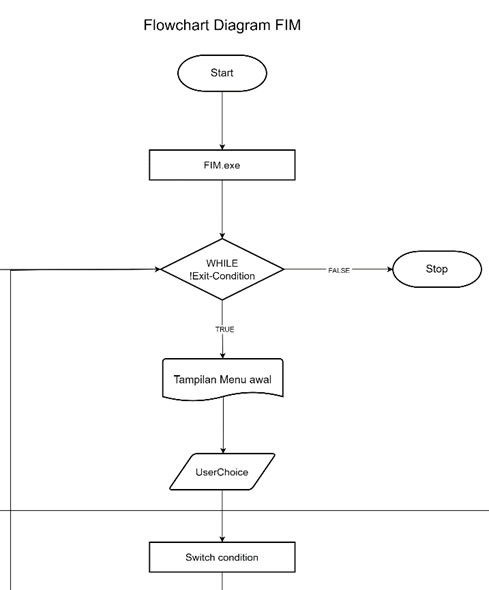 Flowchart Diagram FIM
Start
FIM.exe
WHILE
!Exit-Condition
FALSE
Stop
TRUE
Tampilan Menu awal
UserChoice
Switch condition